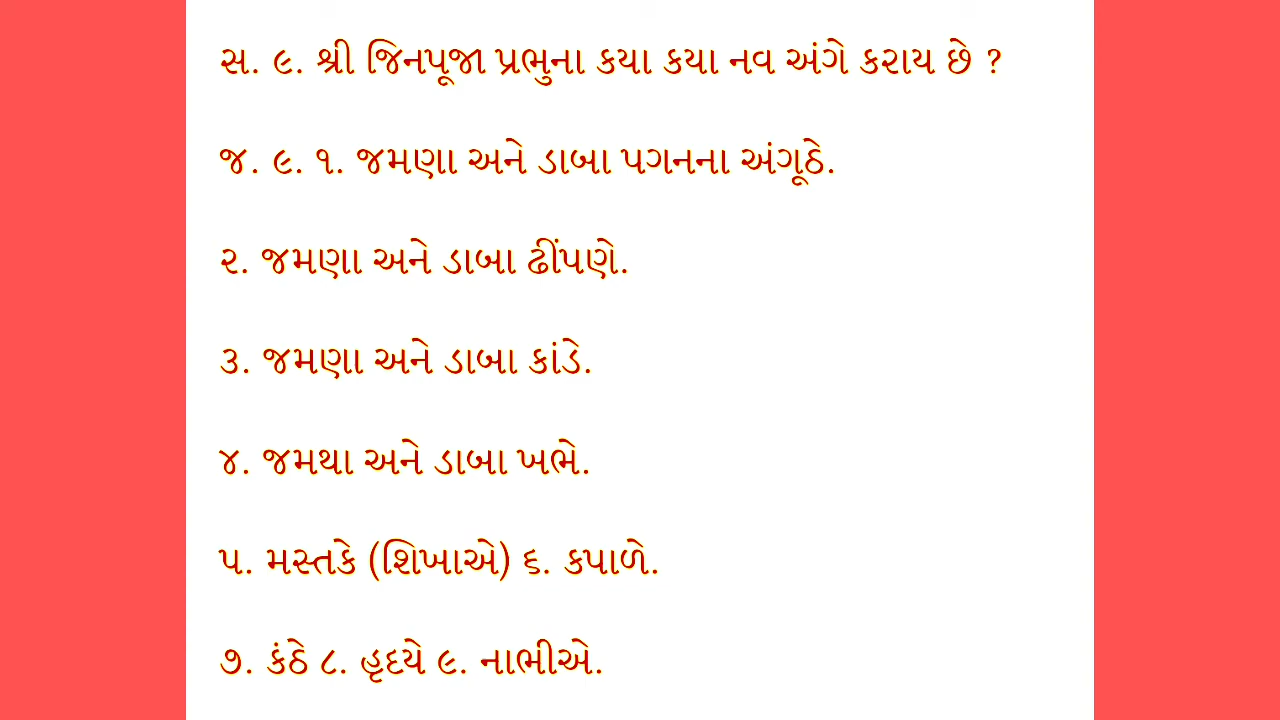 સ. ૯. શ્રી જિનપૂજા પ્રભુના કયા કયા નવ અંગે કરાય છે ?
જ. ૯. ૧. જમણા અને ડાબા પગનના અંગૂઠે.
૨. જમણા અને ડાબા ઢીંપણે.
૩. જમણા અને ડાબા કાંડે.
૪. જમથા અને ડાબા ખભે.
૫. મસ્તકે (શિખાએ) ૬. કપાળે.
૭. કંઠે ૮. હૃદયે ૯. નાભીએ.